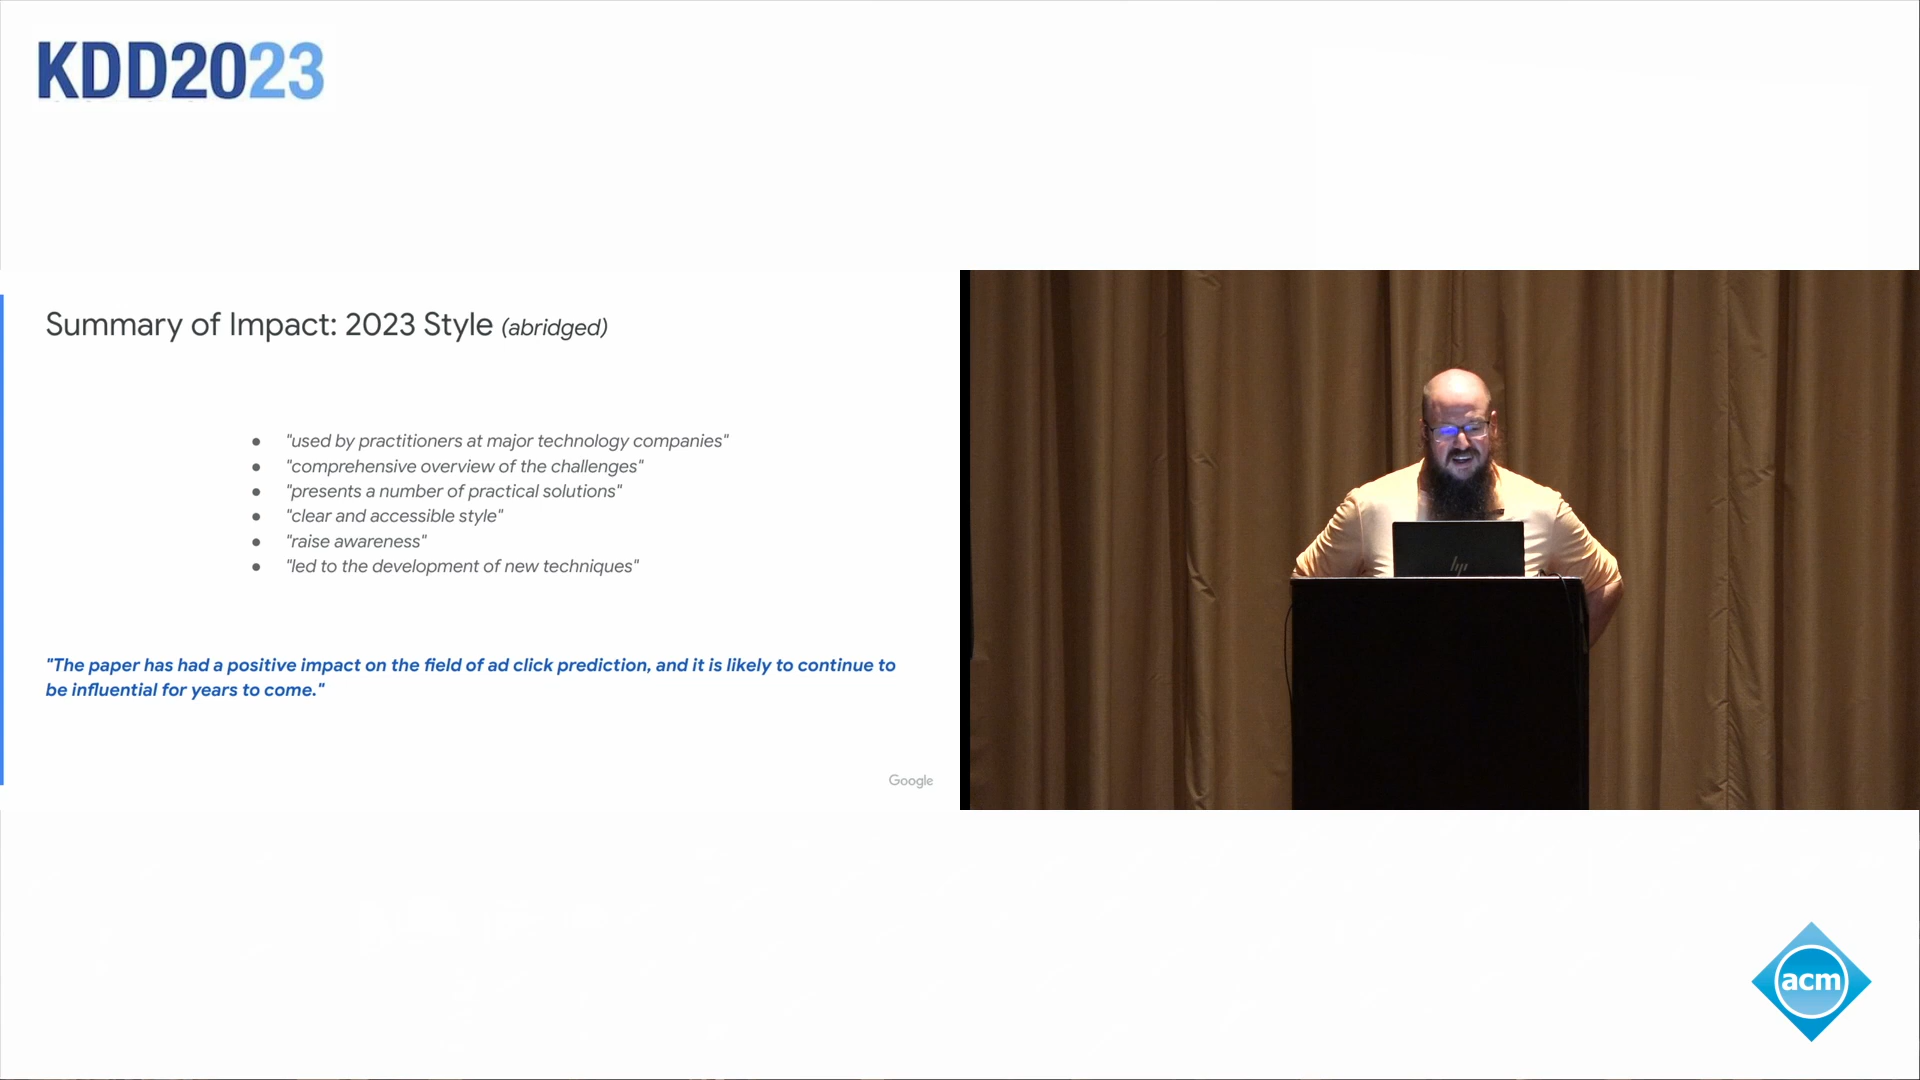 KDD2023
Summary of Impact: 2023 Style (abridged)
● "used by practitioners at major technology companies"
● "comprehensive overview of the challenges"
● "presents a number of practical solutions"
● "clear and accessible style"
● "raise awareness"
● "led to the development of new techniques"
"The paper has had a positive impact on the field of ad click prediction, and it is likely to continue to
be influential for years to come."
Google
hp
acm